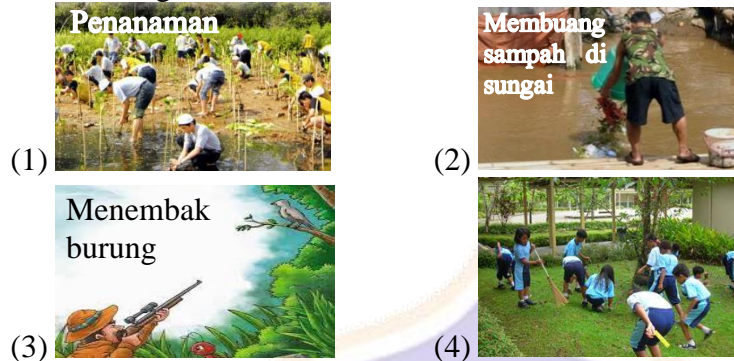 Penanaman
Membuang
sampah di
sungai
(1)
(2)
Menembak
burung
(3)
(4)